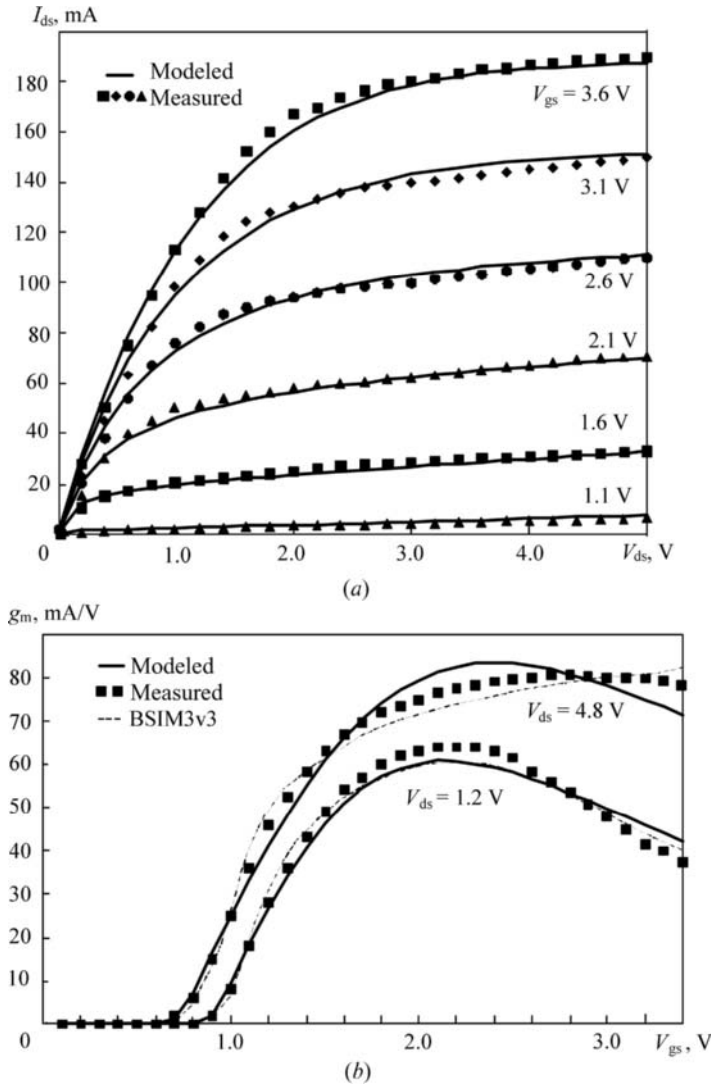 I_ds, mA
180
160
140
120
100
80
60
40
20
0
Modeled
Measured
V_gs = 3.6 V
3.1 V
2.6 V
2.1 V
1.6 V
1.1 V
1.0
2.0
3.0
4.0
V_ds, V
(a)
g_m, mA/V
80
70
60
50
40
30
20
10
0
Modeled
Measured
BSIM3v3
V_ds = 4.8 V
V_ds = 1.2 V
1.0
2.0
3.0
V_gs, V
(b)